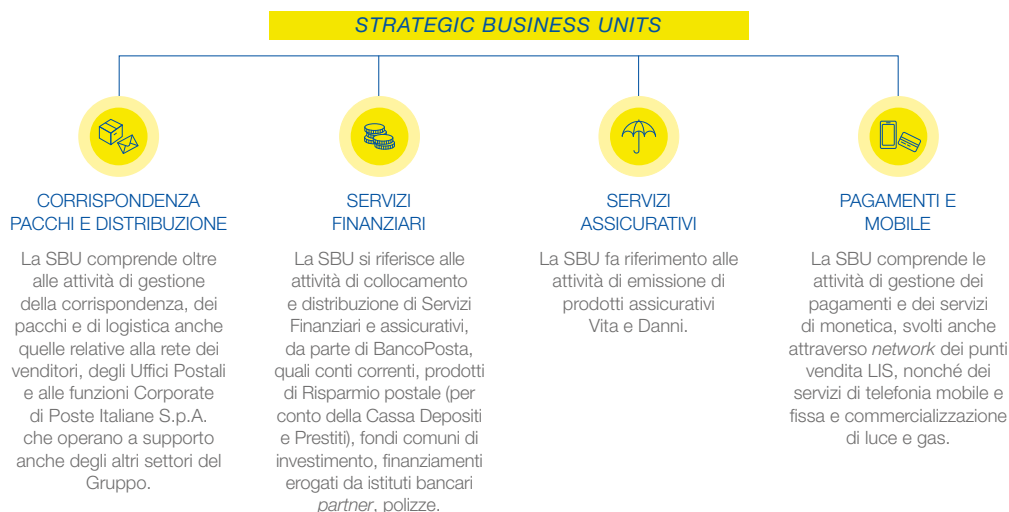 STRATEGIC BUSINESS UNITS
CORRISPONDENZA
PACCHI E DISTRIBUZIONE
La SBU comprende oltre
alle attività di gestione
della corrispondenza, dei
pacchi e di logistica anche
quelle relative alla rete dei
venditori, degli Uffici Postali
e alle funzioni Corporate
di Poste Italiane S.p.A.
che operano a supporto
anche degli altri settori del
Gruppo.
SERVIZI
FINANZIARI
La SBU si riferisce alle
attività di collocamento
e distribuzione di Servizi
Finanziari e assicurativi,
da parte di BancoPosta,
quali conti correnti, prodotti
di Risparmio postale (per
conto della Cassa Depositi
e Prestiti), fondi comuni di
investimento, finanziamenti
erogati da istituti bancari
partner, polizze.
SERVIZI
ASSICURATIVI
La SBU fa riferimento alle
attività di emissione di
prodotti assicurativi
Vita e Danni.
PAGAMENTI E
MOBILE
La SBU comprende le
attività di gestione dei
pagamenti e dei servizi
di monetica, svolti anche
attraverso network dei punti
vendita LIS, nonché dei
servizi di telefonia mobile e
fissa e commercializzazione
di luce e gas.